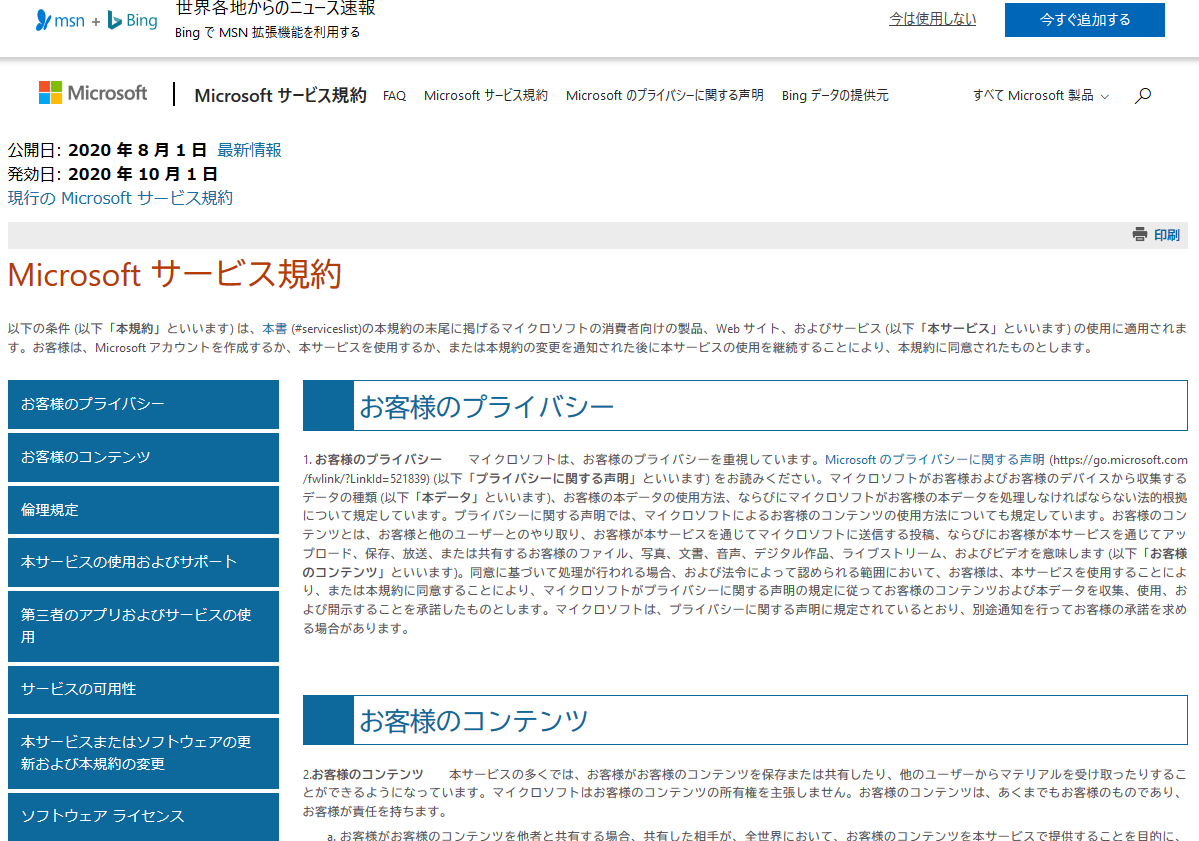 msn + Bing
世界各地からのニュース速報
Bing で MSN 拡張機能を利用する
今は使用しない
今すぐ追加する
Microsoft
Microsoft サービス規約
FAQ
Microsoft サービス規約
Microsoft のプライバシーに関する声明
Bing データの提供元
すべて Microsoft 製品
公開日: 2020 年 8 月 1 日 最新情報
発効日: 2020 年 10 月 1 日
現行の Microsoft サービス規約
印刷
Microsoft サービス規約
以下の条件 (以下「本規約」といいます) は、本書 (#serviceslist)の本規約の末尾に掲げるマイクロソフトの消費者向けの製品、Web サイト、およびサービス (以下「本サービス」といいます) の使用に適用されま
す。お客様は、Microsoft アカウントを作成するか、本サービスを使用するか、または本規約の変更を通知された後に本サービスの使用を継続することにより、本規約に同意されたものとします。
お客様のプライバシー
お客様のコンテンツ
倫理規定
本サービスの使用およびサポート
第三者のアプリおよびサービスの使
用
サービスの可用性
本サービスまたはソフトウェアの更
新および本規約の変更
ソフトウェア ライセンス
お客様のプライバシー
1. お客様のプライバシー マイクロソフトは、お客様のプライバシーを重視しています。Microsoft のプライバシーに関する声明 (https://go.microsoft.com
/fwlink/?LinkId=521839) (以下「プライバシーに関する声明」といいます) をお読みください。マイクロソフトがお客様およびお客様のデバイスから収集する
データの種類 (以下「本データ」といいます)、お客様の本データの使用方法、ならびにマイクロソフトがお客様の本データを処理しなければならない法的根拠
について規定しています。プライバシーに関する声明では、マイクロソフトによるお客様のコンテンツの使用方法についても規定しています。お客様のコン
テンツとは、お客様と他のユーザーとのやり取り、お客様が本サービスを通じてマイクロソフトに送信する投稿、ならびにお客様が本サービスを通じてアッ
プロード、保存、放送、または共有するお客様のファイル、写真、文書、音声、デジタル作品、ライブストリーム、およびビデオを意味します (以下「お客様
のコンテンツ」といいます)。同意に基づいて処理が行われる場合、および法令によって認められる範囲において、お客様は、本サービスを使用することによ
り、または本規約に同意することにより、マイクロソフトがプライバシーに関する声明の規定に従ってお客様のコンテンツおよび本データを収集、使用、お
よび開示することを承諾したものとします。マイクロソフトは、プライバシーに関する声明に規定されているとおり、別途通知を行ってお客様の承諾を求め
る場合があります。
お客様のコンテンツ
2.お客様のコンテンツ 本サービスの多くでは、お客様がお客様のコンテンツを保存または共有したり、他のユーザーからマテリアルを受け取ったりするこ
とができるようになっています。マイクロソフトはお客様のコンテンツの所有権を主張しません。お客様のコンテンツは、あくまでもお客様のものであり、
お客様が責任を持ちます。
a. お客様がお客様のコンテンツを他者と共有する場合、共有した相手が、全世界において、お客様のコンテンツを本サービスで提供することを目的に、